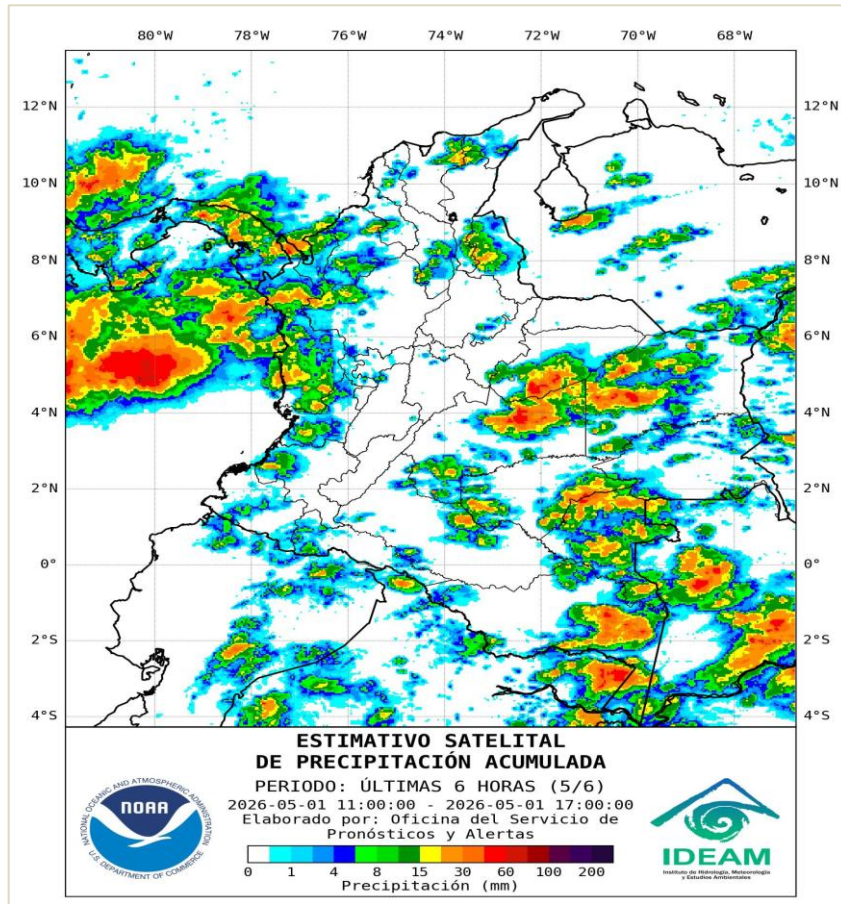 80°W 78°W 76°W 74°W 72°W 70°W 68°W
12°N 12°N
10°N 10°N
8°N 8°N
6°N 6°N
4°N 4°N
2°N 2°N
0° 0°
2°S 2°S
4°S 4°S
ESTIMATIVO SATELITAL
DE PRECIPITACIÓN ACUMULADA
PERIODO: ÚLTIMAS 6 HORAS (5/6)
2026-05-01 11:00:00 - 2026-05-01 17:00:00
Elaborado por: Oficina del Servicio de
Pronósticos y Alertas
0 1 4 8 15 30 60 100 200
Precipitación (mm)
NATIONAL OCEANIC AND ATMOSPHERIC ADMINISTRATION
NOAA
U.S. DEPARTMENT OF COMMERCE
IDEAM
Instituto de Hidrología, Meteorología
y Estudios Ambientales